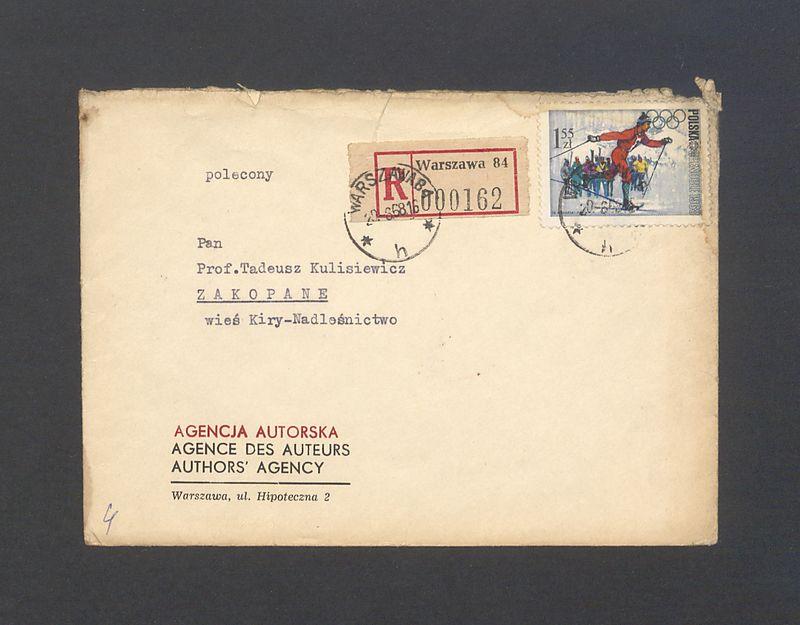 polecony
Warszawa 84
R
000162
WARSZAWA
h
1 55 zł
POLSKA
h
Pan
Prof.Tadeusz Kulisiewicz
ZAKOPANE
wieś Kiry-Nadleśnictwo
AGENCJA AUTORSKA
AGENCE DES AUTEURS
AUTHORS' AGENCY
Warszawa, ul. Hipoteczna 2
4